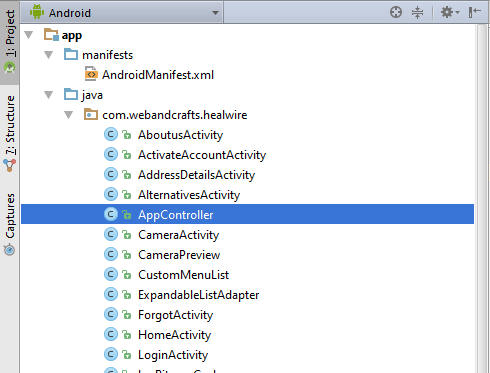 Android
1: Project
7: Structure
Captures
app
manifests
AndroidManifest.xml
java
com.webandcrafts.healwire
AboutusActivity
ActivateAccountActivity
AddressDetailsActivity
AlternativesActivity
AppController
CameraActivity
CameraPreview
CustomMenuList
ExpandableListAdapter
ForgotActivity
HomeActivity
LoginActivity